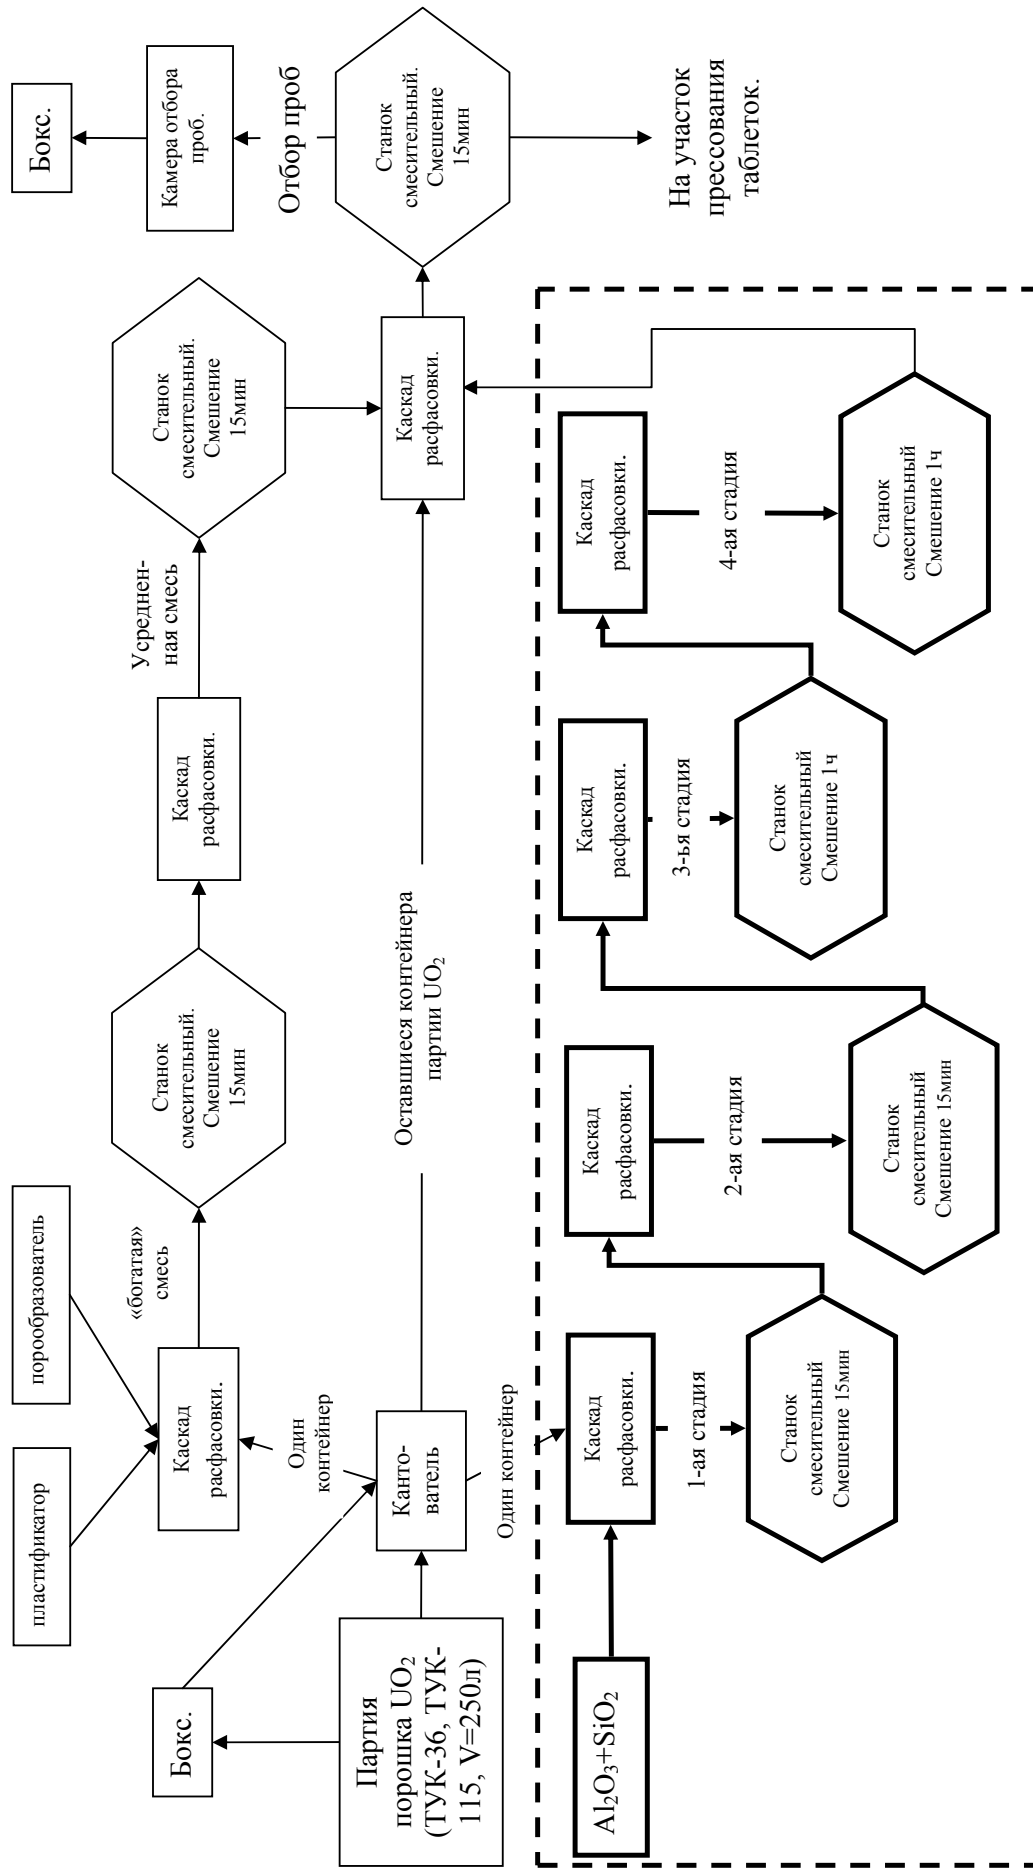 пластификатор
порообразователь
Бокс.
Каскад
расфасовки.
«богатая»
смесь
Станок
смесительный.
Смешение
15мин
Каскад
расфасовки.
Усреднен-
ная смесь
Станок
смесительный.
Смешение
15мин
Бокс.
Камера отбора
проб.
Отбор проб
Один
контейнер
Партия
порошка UO₂
(ТУК-36, ТУК-
115, V=250л)
Канто-
ватель
Оставшиеся контейнера
партии UO₂
Каскад
расфасовки.
Станок
смесительный.
Смешение
15мин
На участок
прессования
таблеток.
Один контейнер
Al₂O₃+SiO₂
Каскад
расфасовки.
1-ая стадия
Станок
смесительный
Смешение 15мин
Каскад
расфасовки.
2-ая стадия
Станок
смесительный
Смешение 15мин
Каскад
расфасовки.
3-ья стадия
Станок
смесительный
Смешение 1ч
Каскад
расфасовки.
4-ая стадия
Станок
смесительный
Смешение 1ч